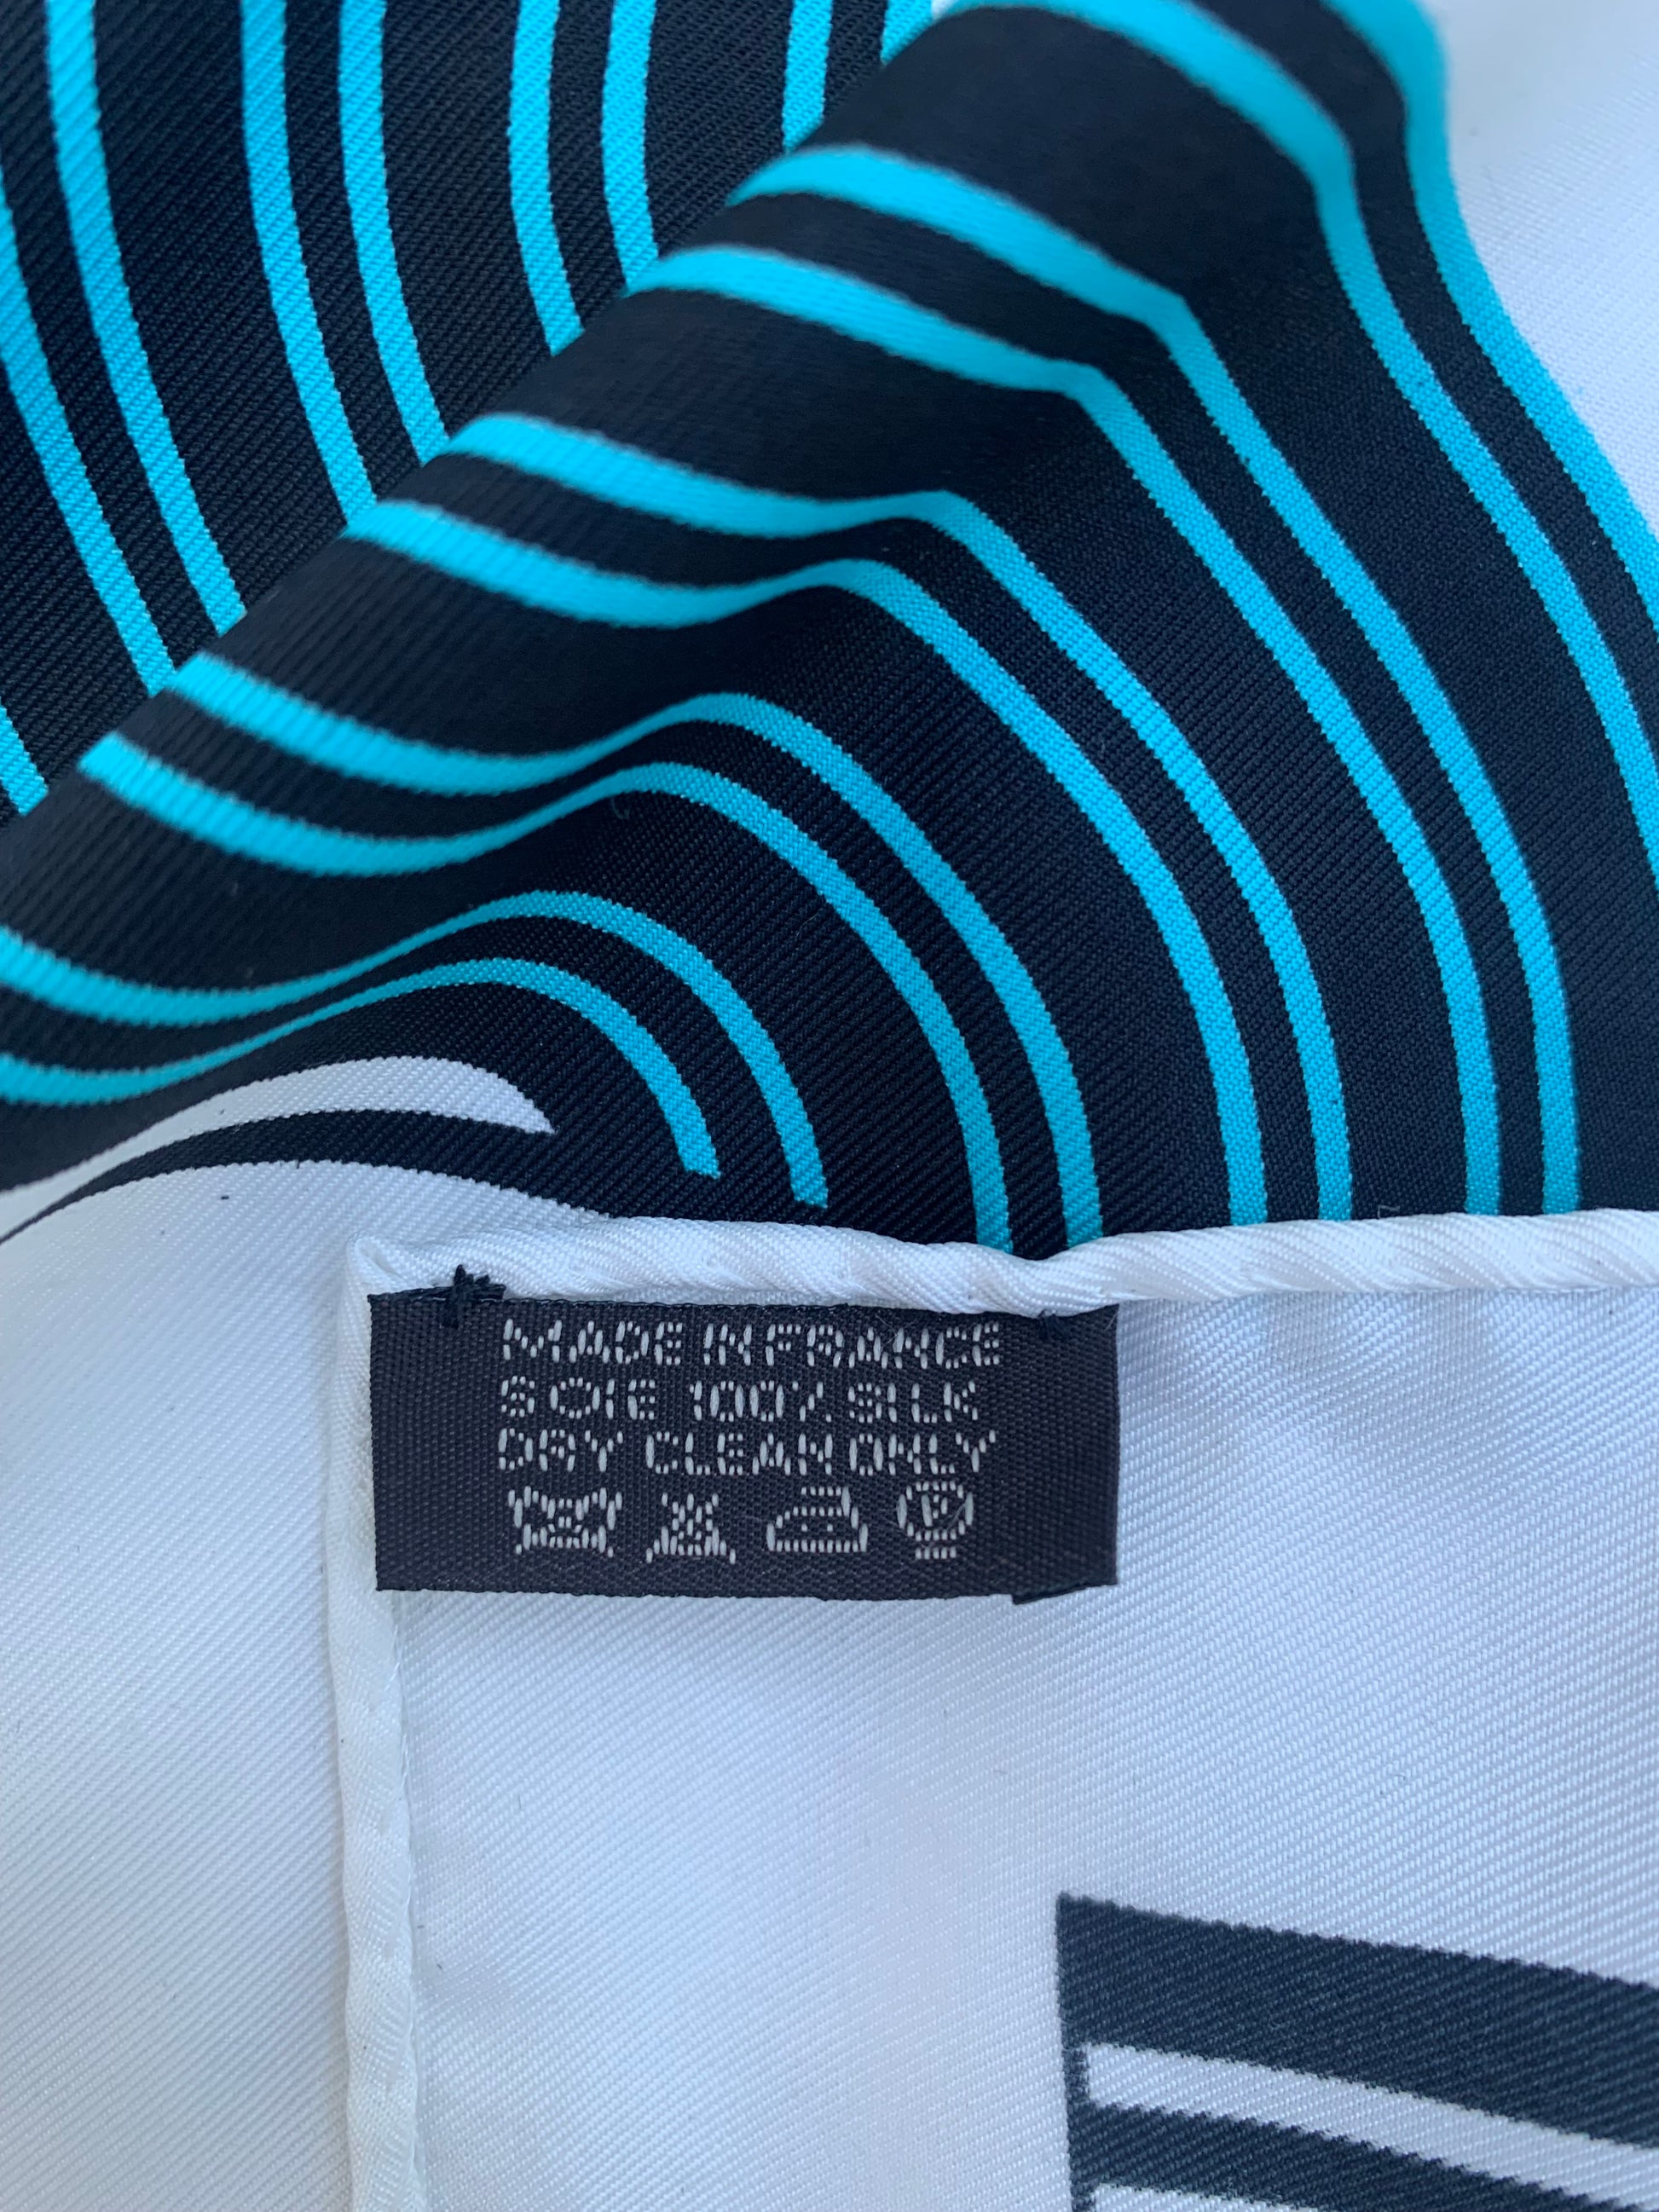 MADE IN FRANCE
SOIE 100% SILK
DRY CLEAN ONLY
P